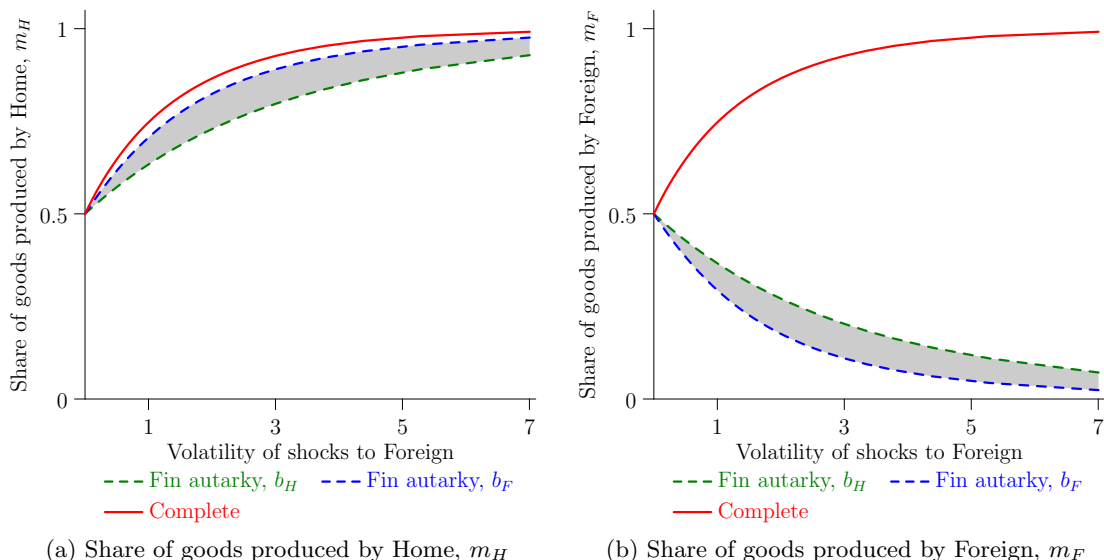 Share of goods produced by Home, m_H
1
0.5
0
1 3 5 7
Volatility of shocks to Foreign
Fin autarky, b_H Fin autarky, b_F
Complete
(a) Share of goods produced by Home, m_H
Share of goods produced by Foreign, m_F
1
0.5
0
1 3 5 7
Volatility of shocks to Foreign
Fin autarky, b_H Fin autarky, b_F
Complete
(b) Share of goods produced by Foreign, m_F